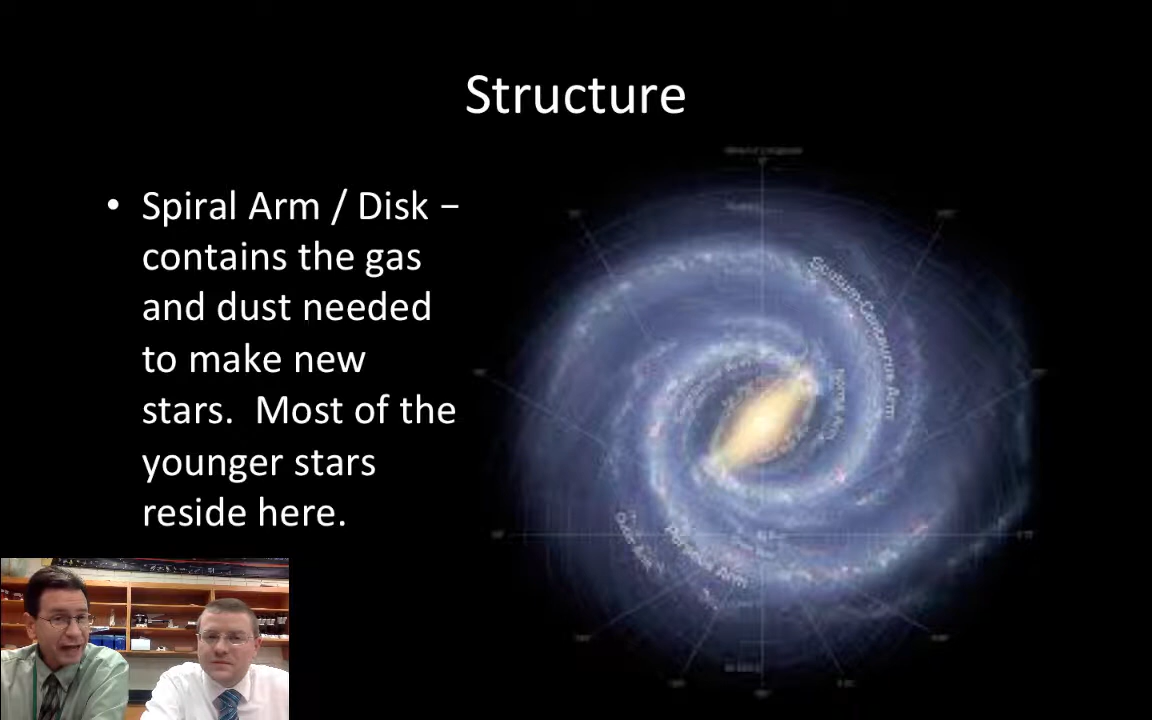 Structure
• Spiral Arm / Disk –
contains the gas
and dust needed
to make new
stars.  Most of the
younger stars
reside here.
Scutum-Centaurus Arm
Norma Arm
Perseus Arm
Outer Arm